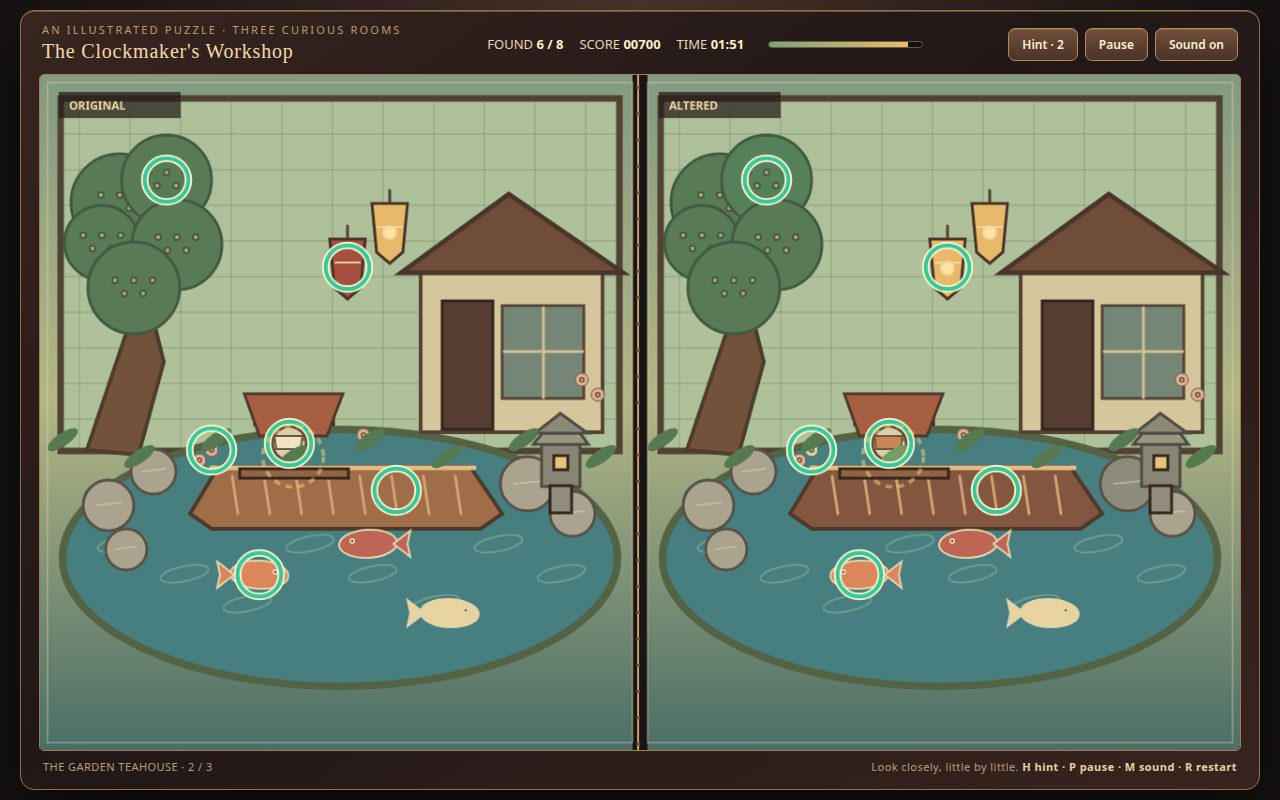 AN ILLUSTRATED PUZZLE · THREE CURIOUS ROOMS
The Clockmaker's Workshop
FOUND 6 / 8 SCORE 00700 TIME 01:51
Hint · 2 Pause Sound on
ORIGINAL
ALTERED
THE GARDEN TEAHOUSE · 2 / 3
Look closely, little by little. H hint · P pause · M sound · R restart